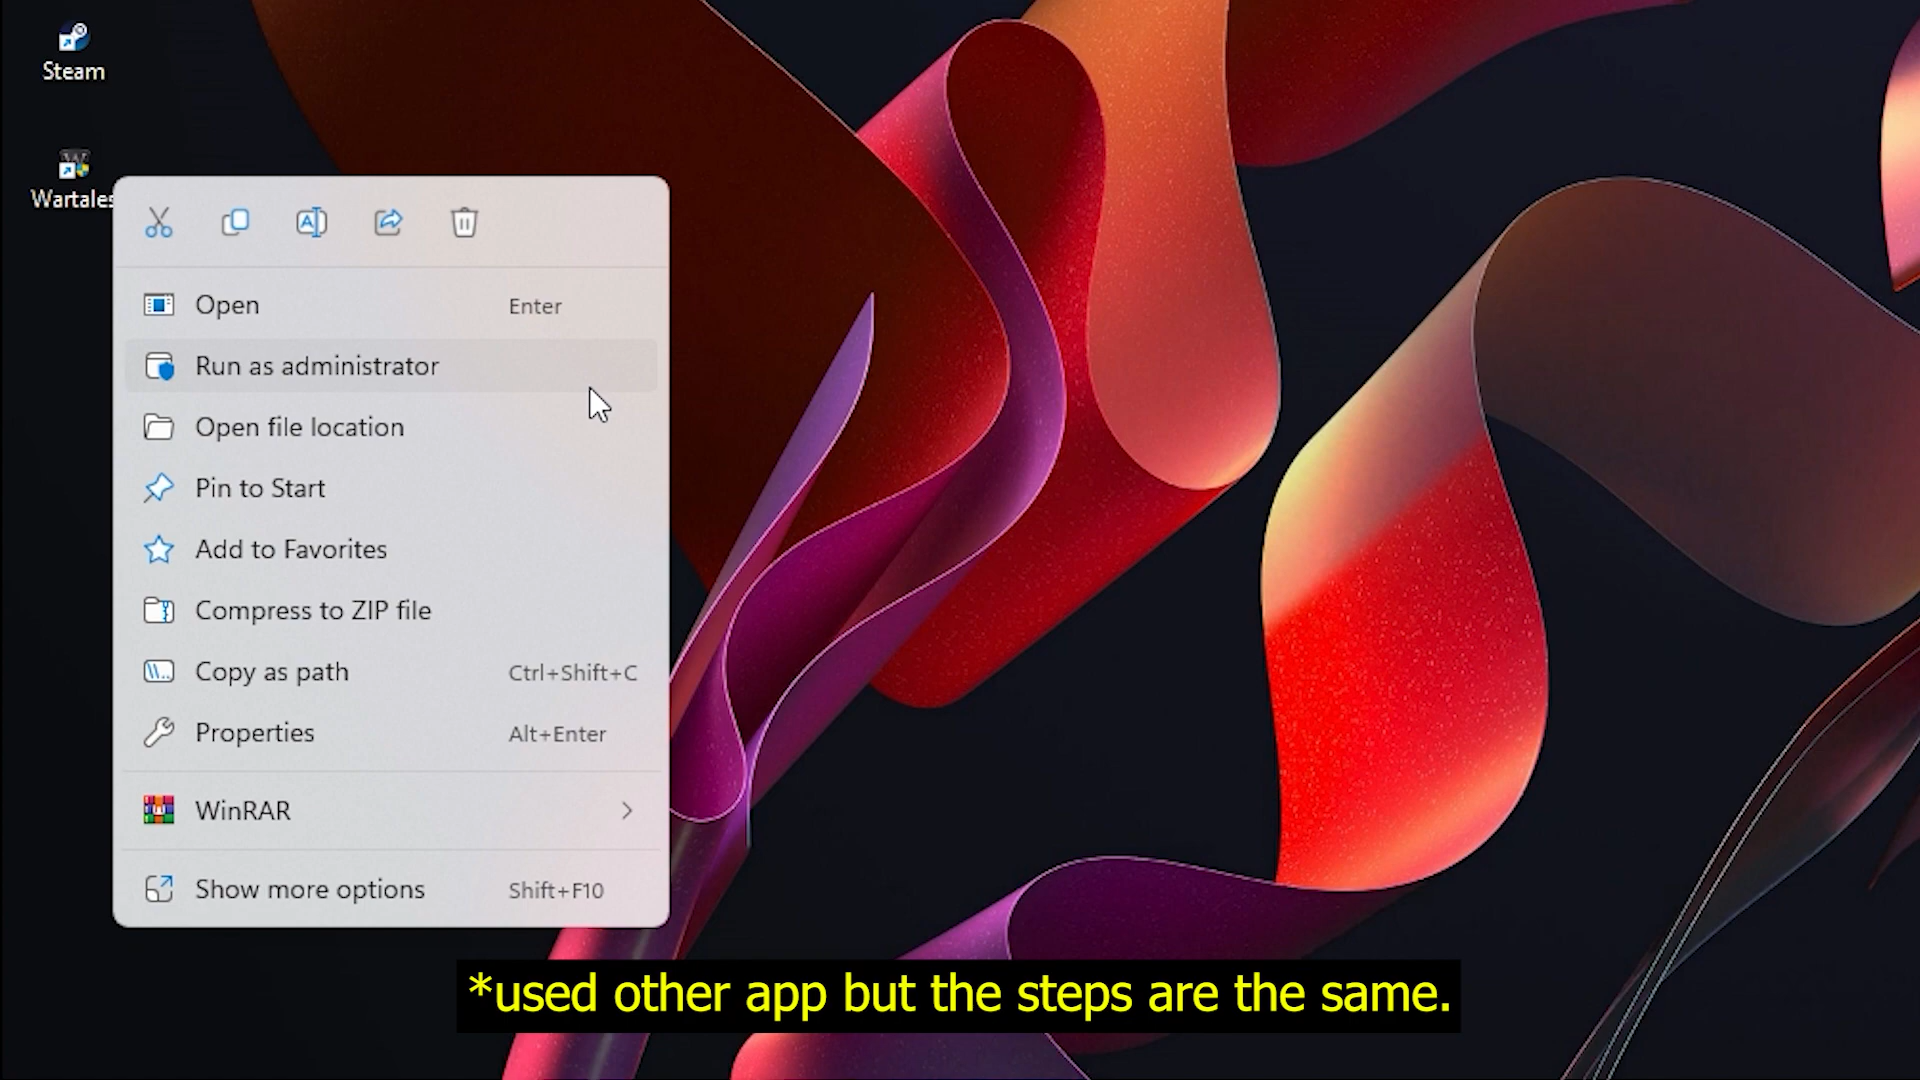 Steam
Wartales
Open Enter
Run as administrator
Open file location
Pin to Start
Add to Favorites
Compress to ZIP file
Copy as path Ctrl+Shift+C
Properties Alt+Enter
WinRAR
Show more options Shift+F10
*used other app but the steps are the same.